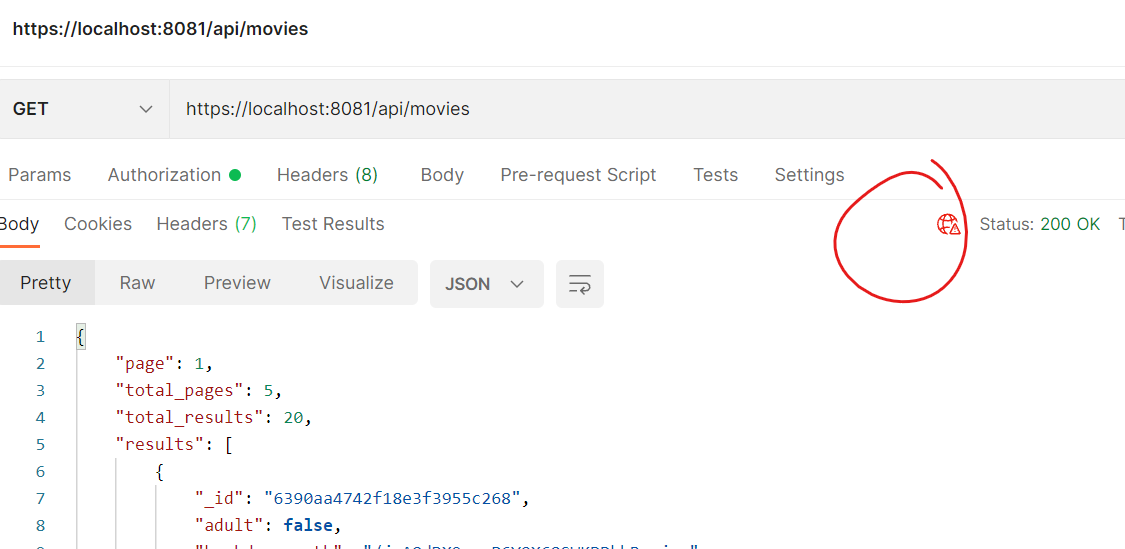 https://localhost:8081/api/movies
GET https://localhost:8081/api/movies
Params Authorization Headers (8) Body Pre-request Script Tests Settings
Body Cookies Headers (7) Test Results Status: 200 OK
Pretty Raw Preview Visualize JSON
1 {
2 "page": 1,
3 "total_pages": 5,
4 "total_results": 20,
5 "results": [
6 {
7 "_id": "6390aa4742f18e3f3955c268",
8 "adult": false,